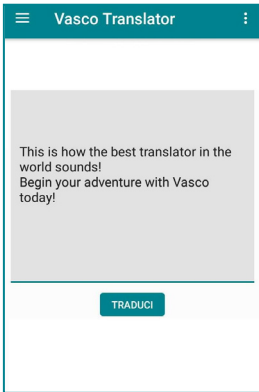 Vasco Translator
This is how the best translator in the
world sounds!
Begin your adventure with Vasco
today!
TRADUCI